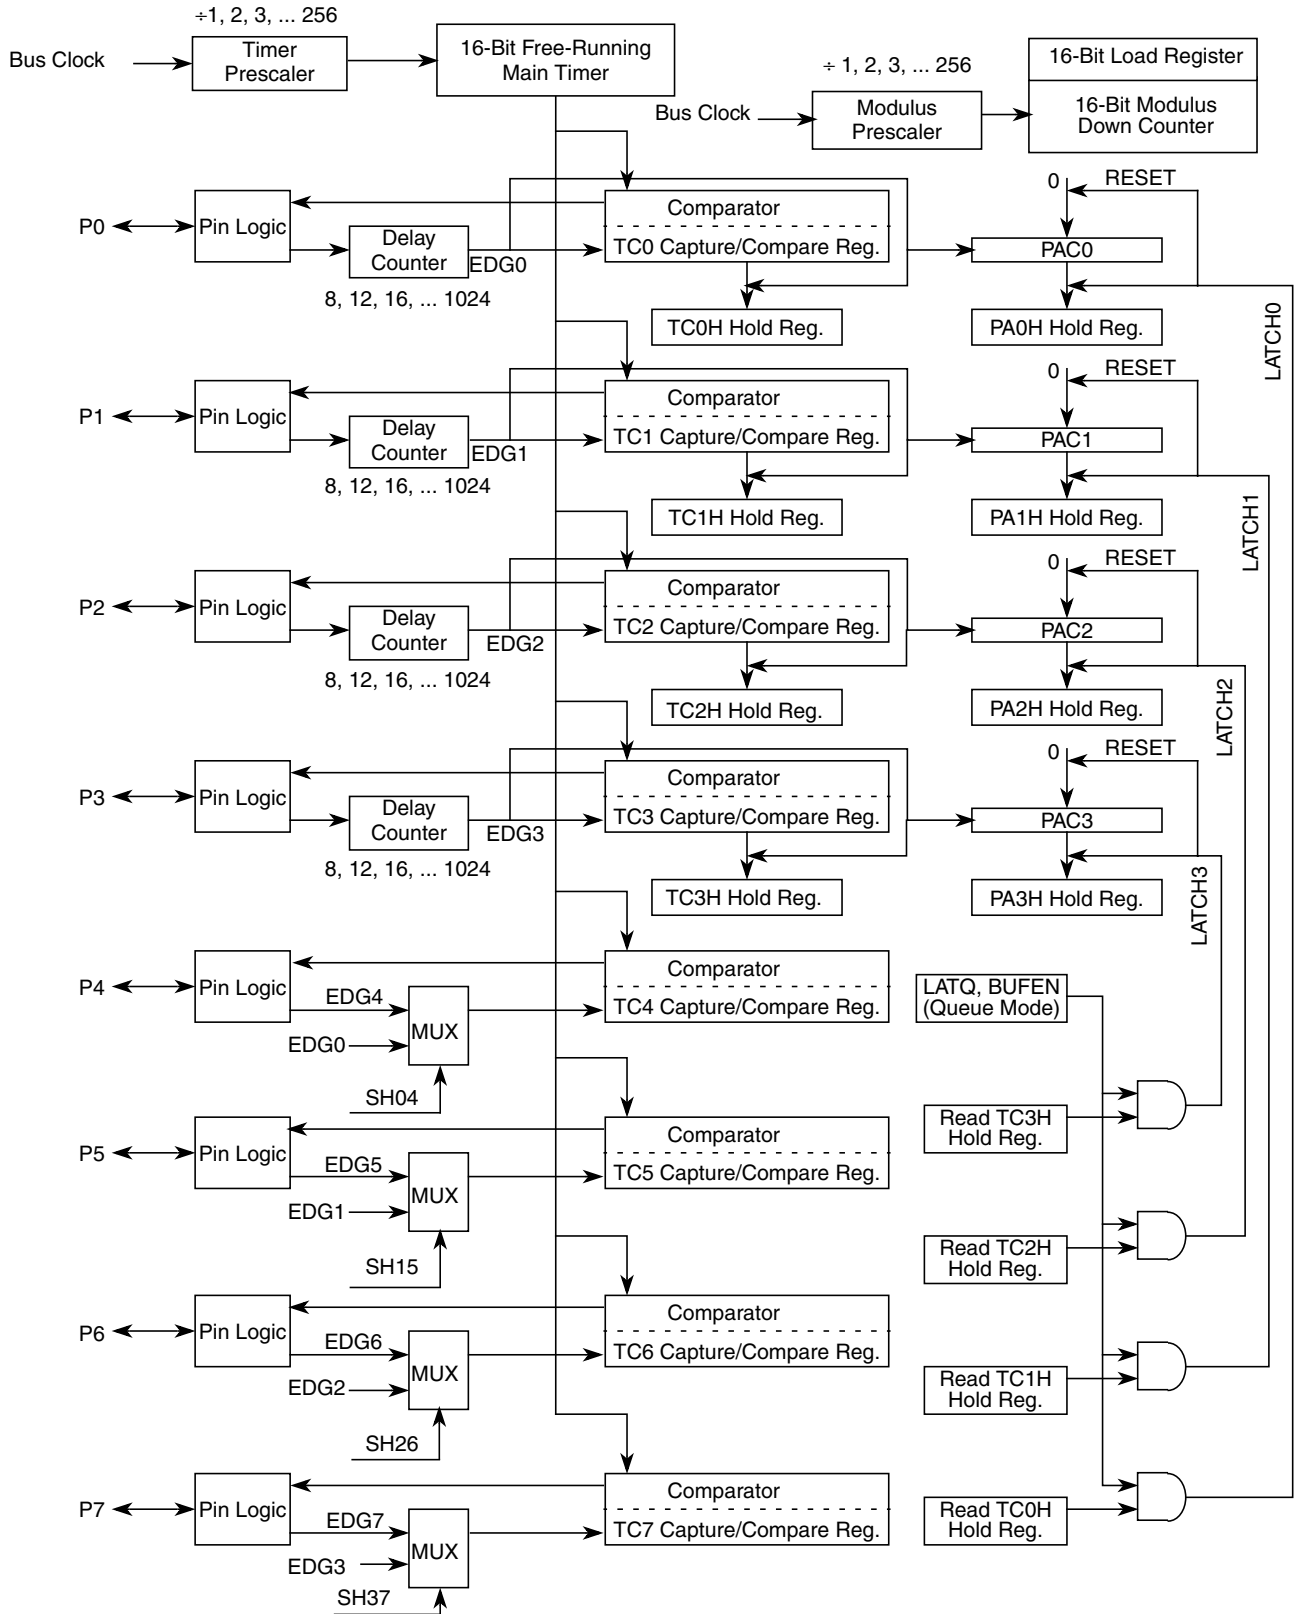 ÷1, 2, 3, ... 256
Bus Clock
Timer
Prescaler
16-Bit Free-Running
Main Timer
÷ 1, 2, 3, ... 256
Bus Clock
Modulus
Prescaler
16-Bit Load Register
16-Bit Modulus
Down Counter
P0
Pin Logic
Delay
Counter
8, 12, 16, ... 1024
EDG0
Comparator
TC0 Capture/Compare Reg.
TC0H Hold Reg.
0
RESET
PAC0
PA0H Hold Reg.
LATCH0
P1
Pin Logic
Delay
Counter
8, 12, 16, ... 1024
EDG1
Comparator
TC1 Capture/Compare Reg.
TC1H Hold Reg.
0
RESET
PAC1
PA1H Hold Reg.
LATCH1
P2
Pin Logic
Delay
Counter
8, 12, 16, ... 1024
EDG2
Comparator
TC2 Capture/Compare Reg.
TC2H Hold Reg.
0
RESET
PAC2
PA2H Hold Reg.
LATCH2
P3
Pin Logic
Delay
Counter
8, 12, 16, ... 1024
EDG3
Comparator
TC3 Capture/Compare Reg.
TC3H Hold Reg.
0
RESET
PAC3
PA3H Hold Reg.
LATCH3
P4
Pin Logic
EDG4
EDG0
MUX
SH04
Comparator
TC4 Capture/Compare Reg.
LATQ, BUFEN
(Queue Mode)
Read TC3H
Hold Reg.
P5
Pin Logic
EDG5
EDG1
MUX
SH15
Comparator
TC5 Capture/Compare Reg.
Read TC2H
Hold Reg.
P6
Pin Logic
EDG6
EDG2
MUX
SH26
Comparator
TC6 Capture/Compare Reg.
Read TC1H
Hold Reg.
P7
Pin Logic
EDG7
EDG3
MUX
SH37
Comparator
TC7 Capture/Compare Reg.
Read TC0H
Hold Reg.